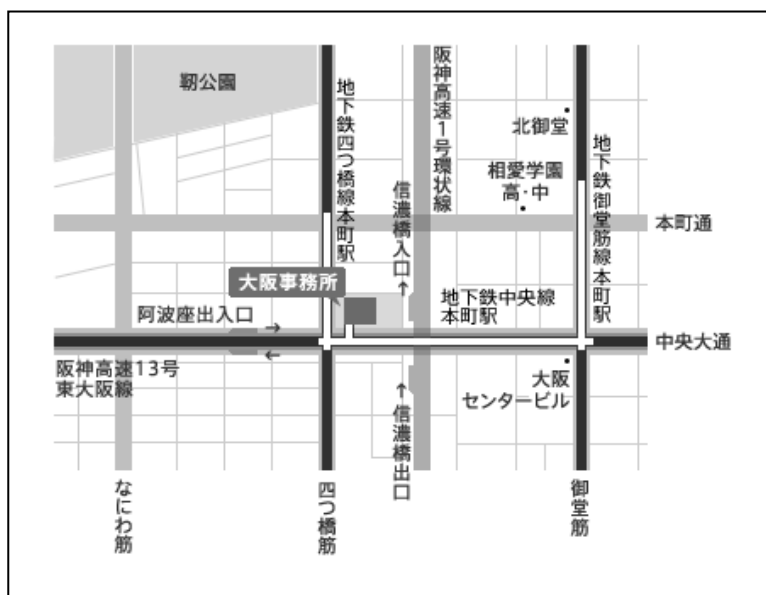 靭公園
地下鉄四つ橋線本町駅
阪神高速1号環状線
北御堂
相愛学園
高・中
地下鉄御堂筋線本町駅
信濃橋入口
↑
本町通
大阪事務所
阿波座出入口
→
←
地下鉄中央線
本町駅
中央大通
阪神高速13号
東大阪線
大阪
センタービル
↑
信濃橋出口
なにわ筋
四つ橋筋
御堂筋